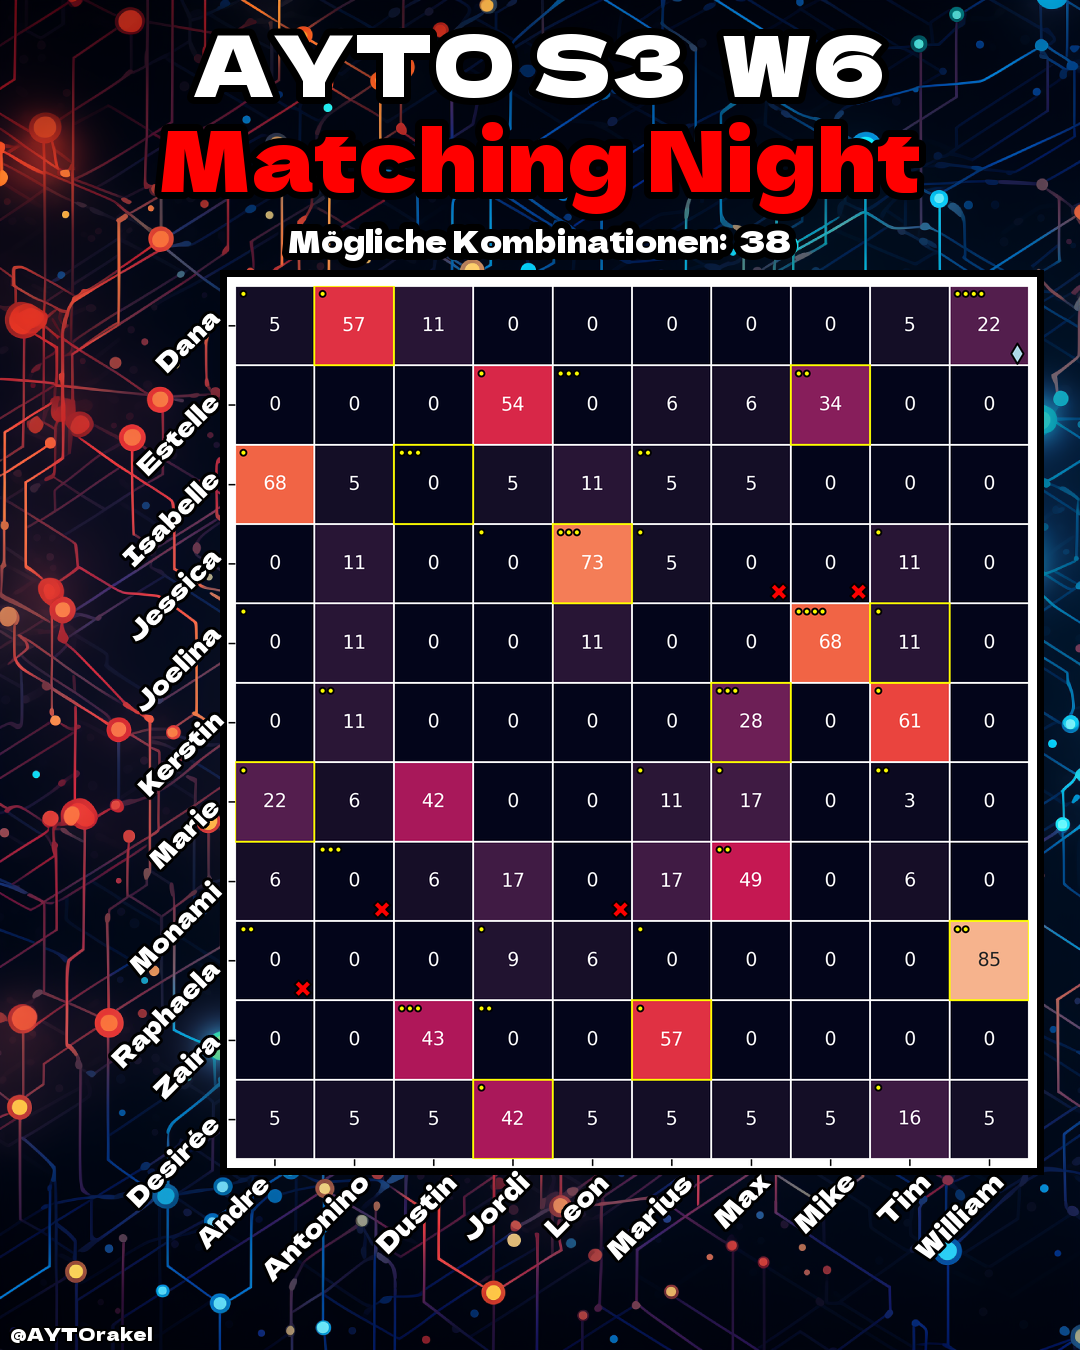 AYTO S3 W6
Matching Night
Mögliche Kombinationen: 38
Dana 5 57 11 0 0 0 0 0 5 22
Estelle 0 0 0 54 0 6 6 34 0 0
Isabelle 68 5 0 5 11 5 5 0 0 0
Jessica 0 11 0 0 73 5 0 0 11 0
Joelina 0 11 0 0 11 0 0 68 11 0
Kerstin 0 11 0 0 0 0 28 0 61 0
Marie 22 6 42 0 0 11 17 0 3 0
Monami 6 0 6 17 0 17 49 0 6 0
Raphaela 0 0 0 9 6 0 0 0 0 85
Zaira 0 0 43 0 0 57 0 0 0 0
Desirée 5 5 5 42 5 5 5 5 16 5
Andre Antonino Dustin Jordi Leon Marius Max Mike Tim William
@AYTOrakel